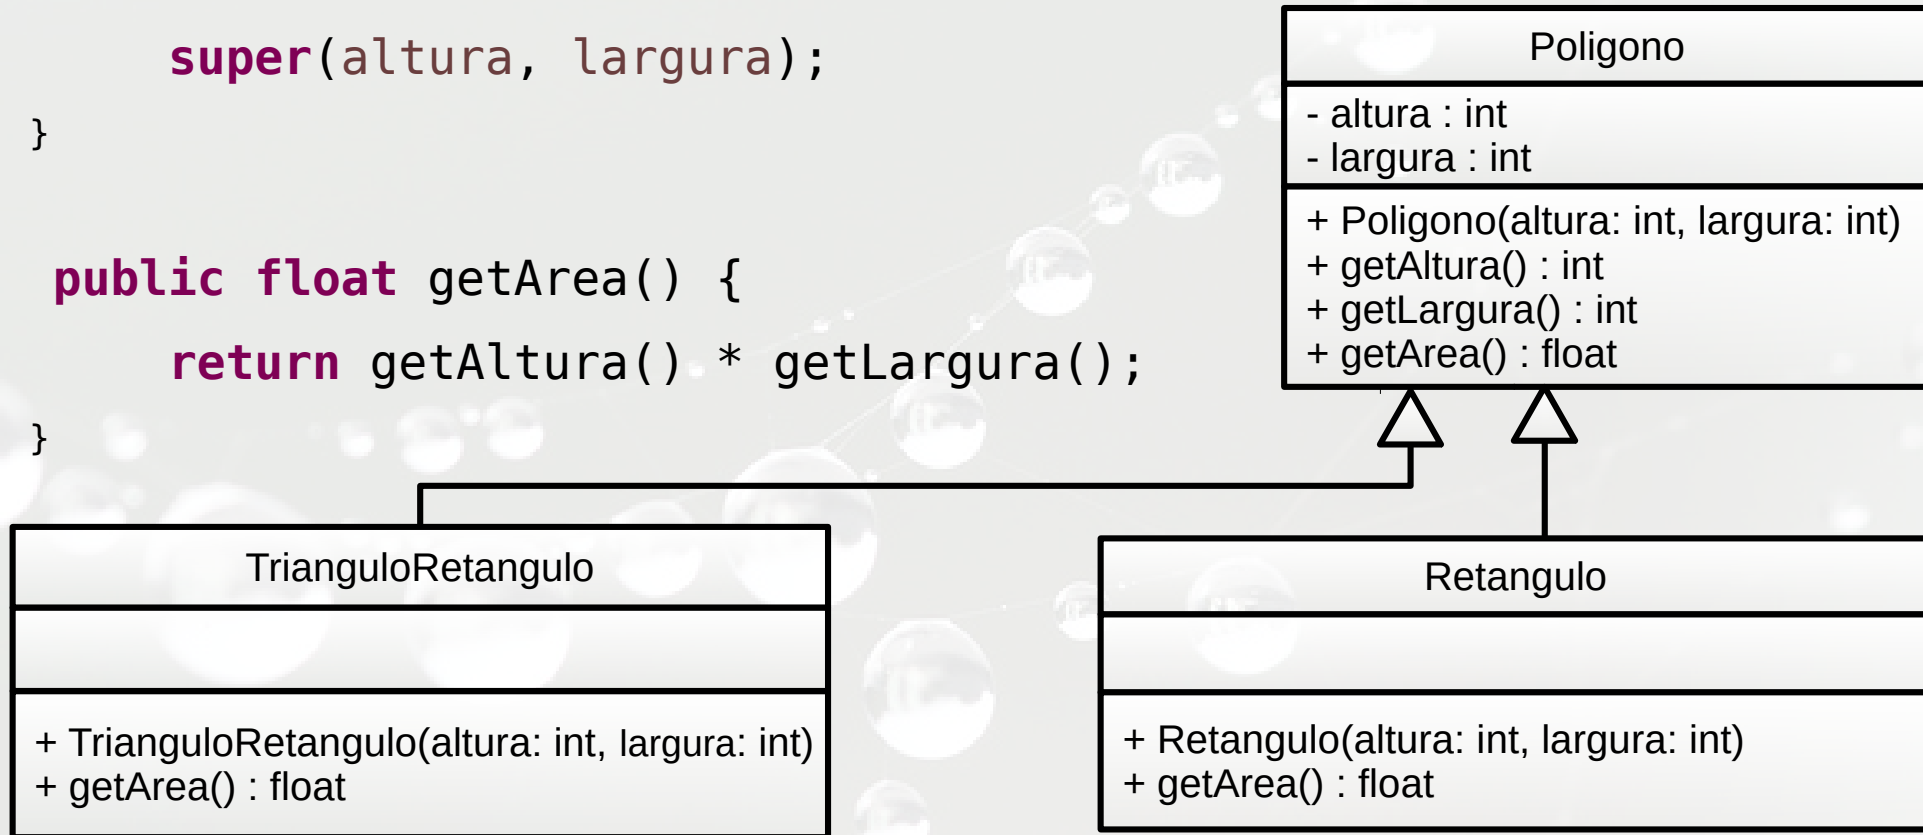 super(altura, largura);
}
public float getArea() {
return getAltura() * getLargura();
}
Poligono
- altura : int
- largura : int
+ Poligono(altura: int, largura: int)
+ getAltura() : int
+ getLargura() : int
+ getArea() : float
TrianguloRetangulo
+ TrianguloRetangulo(altura: int, largura: int)
+ getArea() : float
Retangulo
+ Retangulo(altura: int, largura: int)
+ getArea() : float